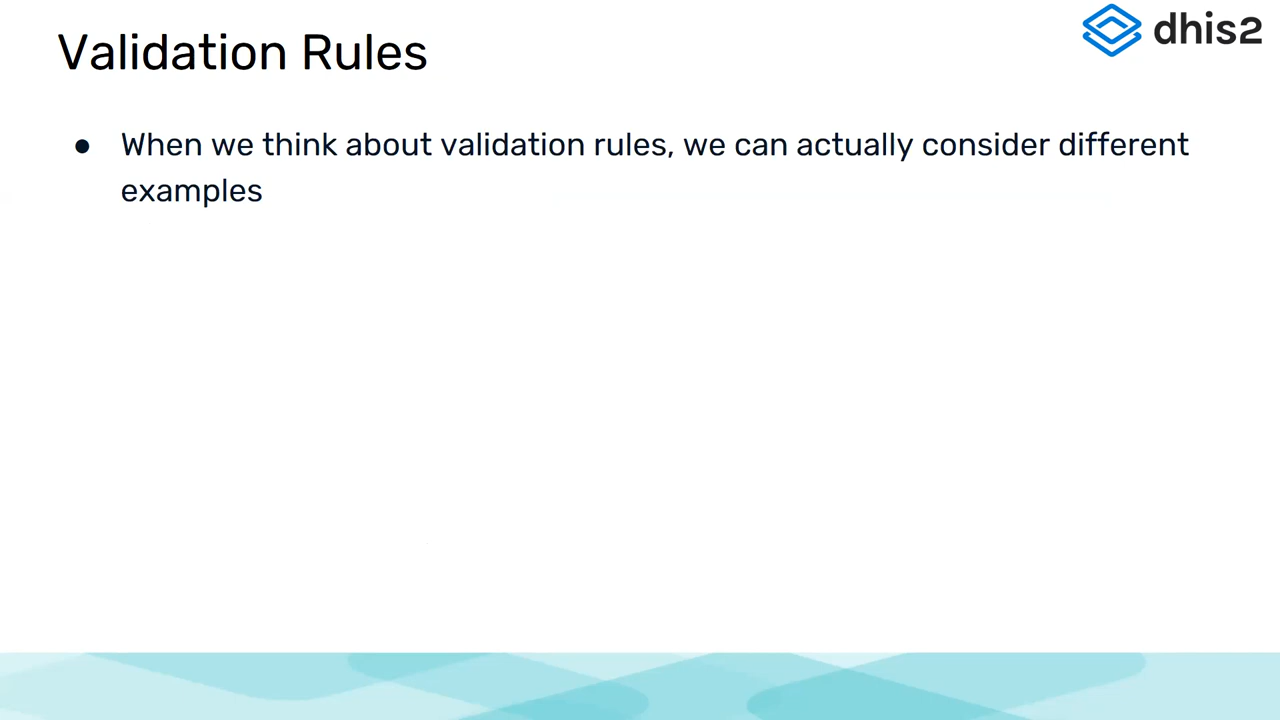 Validation Rules
dhis2
● When we think about validation rules, we can actually consider different
examples